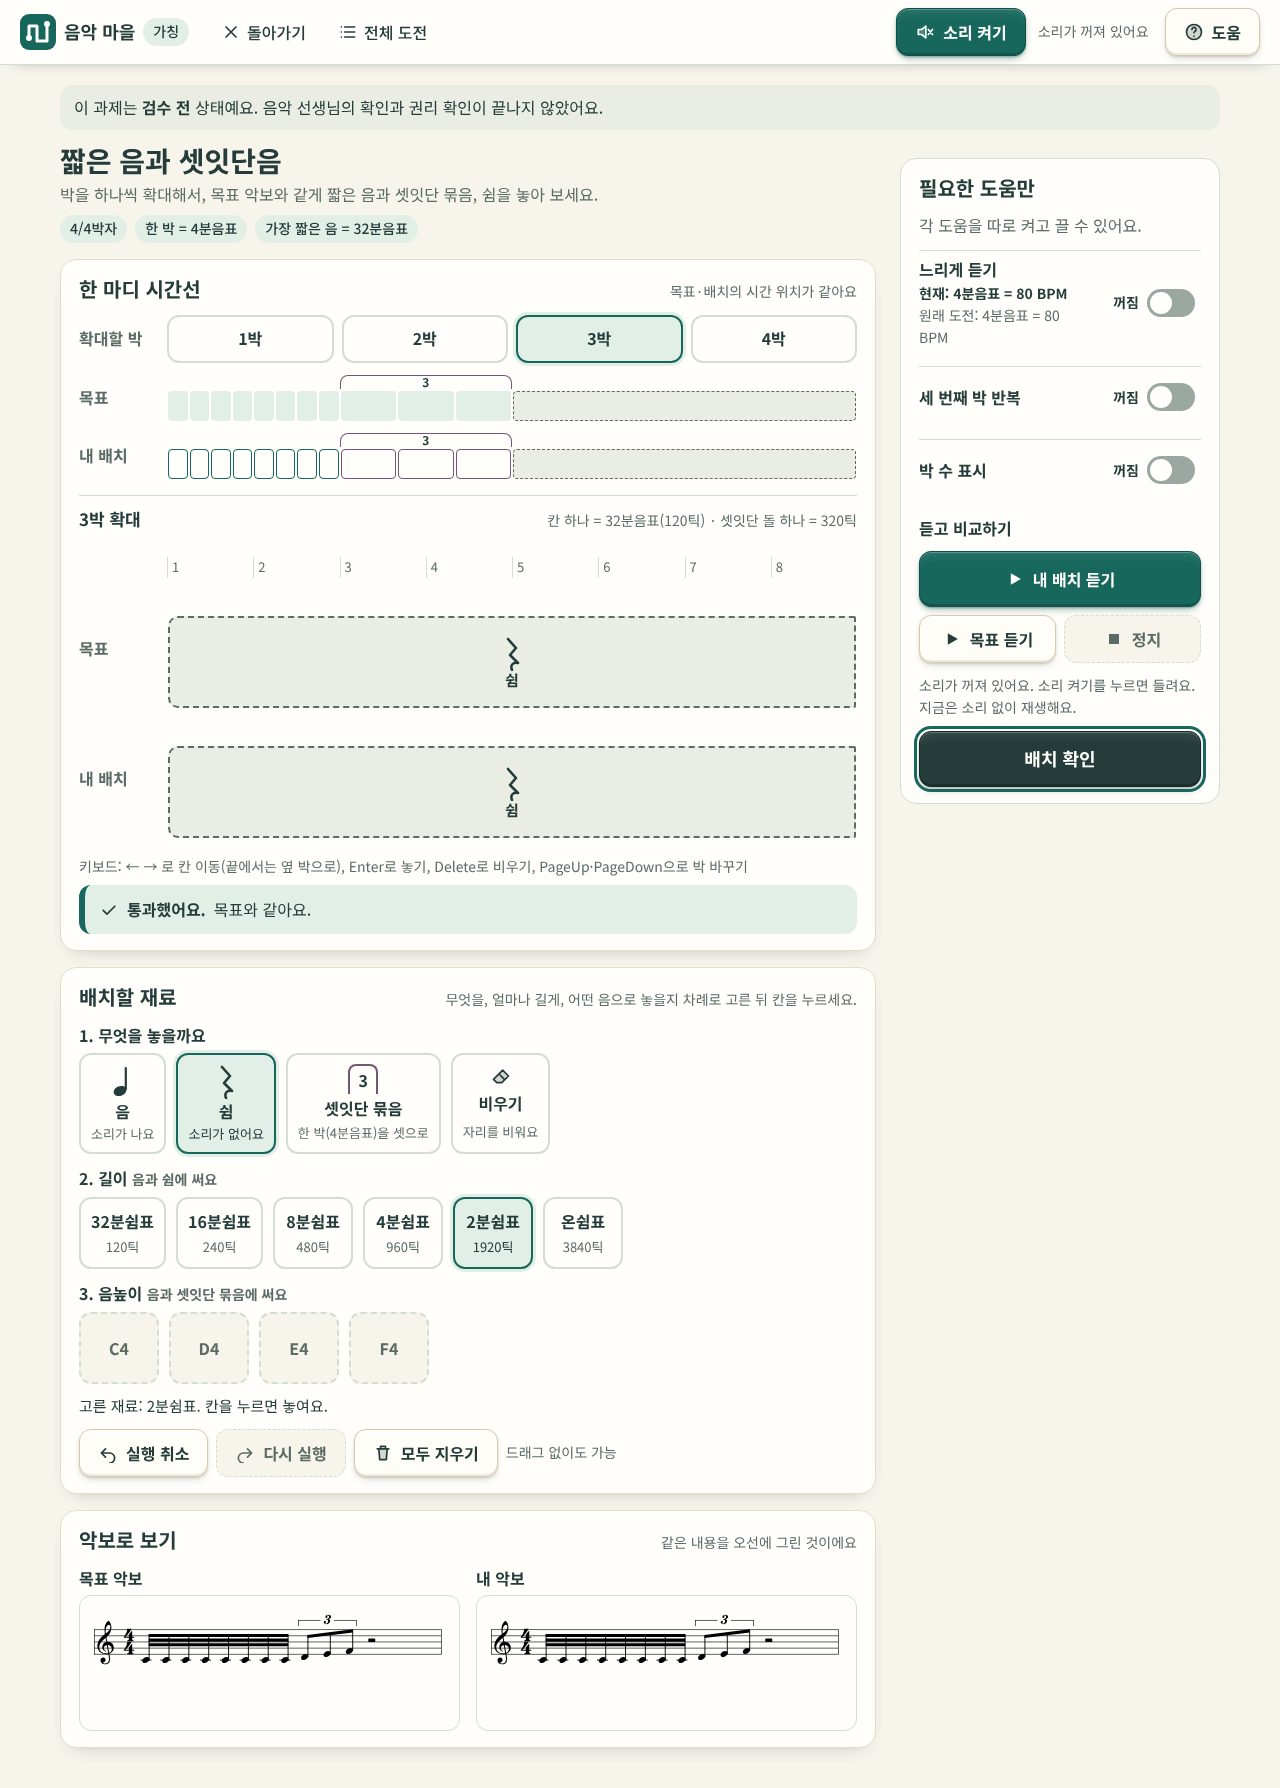 음악 마을 가칭 돌아가기 전체 도전 소리 켜기 소리가 꺼져 있어요 도움
이 과제는 검수 전 상태예요. 음악 선생님의 확인과 권리 확인이 끝나지 않았어요.
짧은 음과 셋잇단음
박을 하나씩 확대해서, 목표 악보와 같게 짧은 음과 셋잇단 묶음, 쉼을 놓아 보세요.
4/4박자 한 박 = 4분음표 가장 짧은 음 = 32분음표
한 마디 시간선 목표·배치의 시간 위치가 같아요
확대할 박 1박 2박 3박 4박
3
목표
3
내 배치
3박 확대 칸 하나 = 32분음표(120틱) · 셋잇단 돌 하나 = 320틱
1 2 3 4 5 6 7 8
목표
쉼
내 배치
쉼
키보드: ← → 로 칸 이동(끝에서는 옆 박으로), Enter로 놓기, Delete로 비우기, PageUp·PageDown으로 박 바꾸기
통과했어요. 목표와 같아요.
필요한 도움만
각 도움을 따로 켜고 끌 수 있어요.
느리게 듣기
현재: 4분음표 = 80 BPM
원래 도전: 4분음표 = 80
BPM
꺼짐
세 번째 박 반복 꺼짐
박 수 표시 꺼짐
듣고 비교하기
내 배치 듣기
목표 듣기 정지
소리가 꺼져 있어요. 소리 켜기를 누르면 들려요.
지금은 소리 없이 재생해요.
배치 확인
배치할 재료 무엇을, 얼마나 길게, 어떤 음으로 놓을지 차례로 고른 뒤 칸을 누르세요.
1. 무엇을 놓을까요
음
소리가 나요
쉼
소리가 없어요
3
셋잇단 묶음
한 박(4분음표)을 셋으로
비우기
자리를 비워요
2. 길이 음과 쉼에 써요
32분쉼표 16분쉼표 8분쉼표 4분쉼표 2분쉼표 온쉼표
120틱 240틱 480틱 960틱 1920틱 3840틱
3. 음높이 음과 셋잇단 묶음에 써요
C4 D4 E4 F4
고른 재료: 2분쉼표. 칸을 누르면 놓여요.
실행 취소 다시 실행 모두 지우기 드래그 없이도 가능
악보로 보기 같은 내용을 오선에 그린 것이에요
목표 악보 내 악보
3 3
4 4
4 4